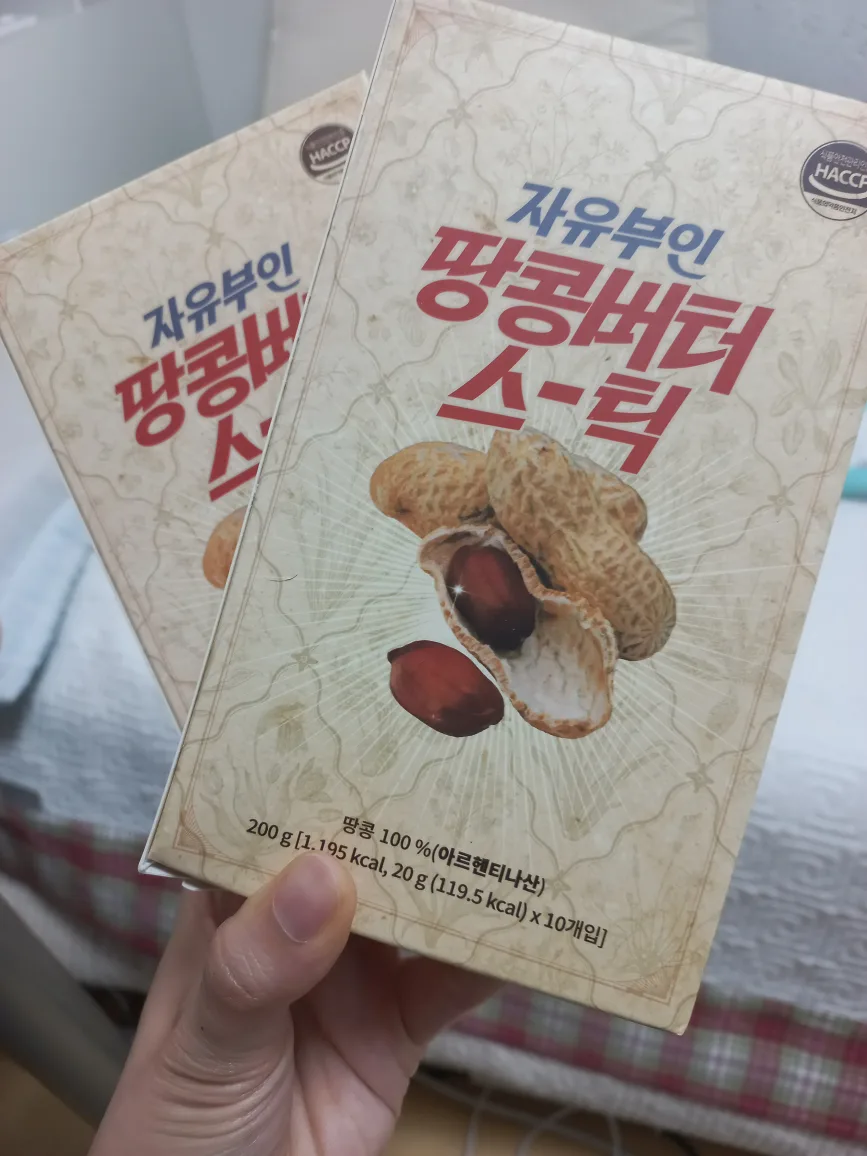 자유부인
땅콩버터
스-틱
HACCP
땅콩 100 %(아르헨티나산)
200 g [1,195 kcal, 20 g (119.5 kcal) x 10개입]
자유부인
땅콩버
스-
HACCP